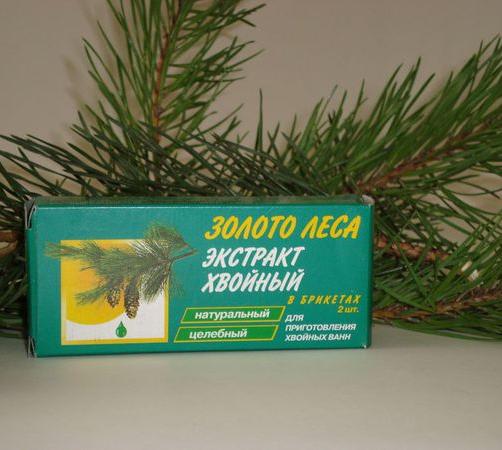 ЗОЛОТО ЛЕСА
ЭКСТРАКТ
ХВОЙНЫЙ
В БРИКЕТАХ
2 шт.
натуральный
целебный
ДЛЯ
ПРИГОТОВЛЕНИЯ
ХВОЙНЫХ ВАНН